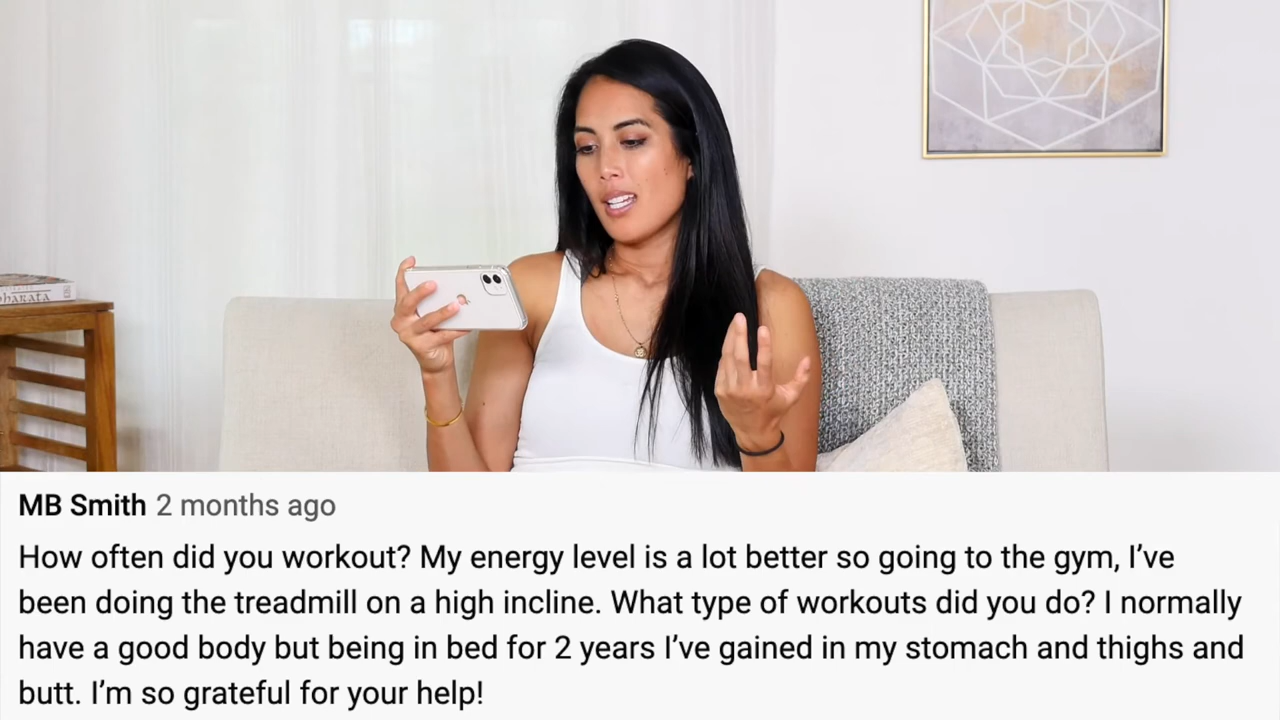 pharata
MB Smith 2 months ago
How often did you workout? My energy level is a lot better so going to the gym, I’ve
been doing the treadmill on a high incline. What type of workouts did you do? I normally
have a good body but being in bed for 2 years I’ve gained in my stomach and thighs and
butt. I’m so grateful for your help!